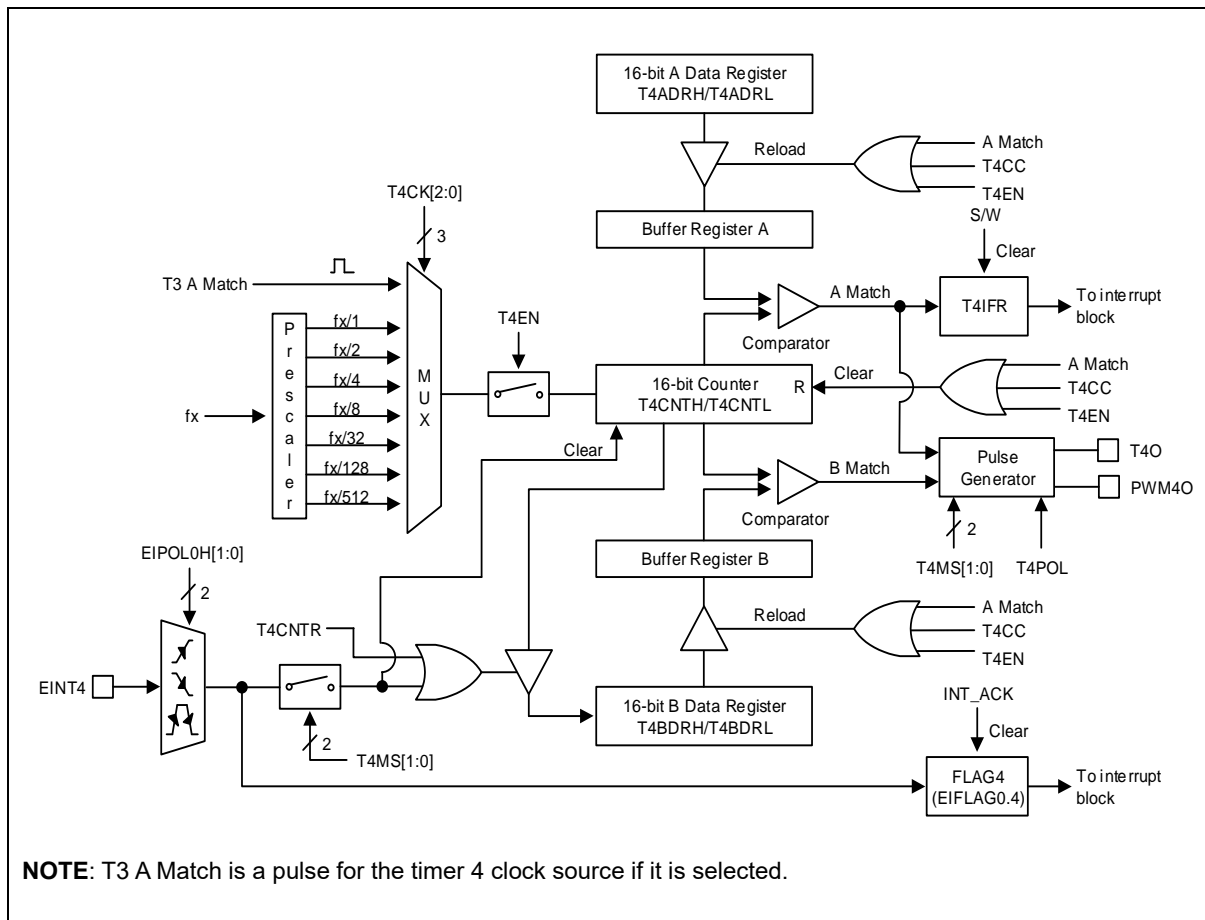 16-bit A Data Register
T4ADRH/T4ADRL
Reload
A Match
T4CC
T4EN
T4CK[2:0]
3
Buffer Register A
S/W
Clear
T3 A Match
A Match
T4IFR
To interrupt
block
Comparator
Prescaler
fx/1
fx/2
fx/4
fx/8
fx/32
fx/128
fx/512
fx
MUX
T4EN
16-bit Counter
T4CNTH/T4CNTL
R
Clear
A Match
T4CC
T4EN
Clear
B Match
Comparator
Pulse
Generator
T4O
PWM4O
2
T4MS[1:0]
T4POL
Buffer Register B
EIPOL0H[1:0]
2
T4CNTR
Reload
A Match
T4CC
T4EN
EINT4
2
T4MS[1:0]
16-bit B Data Register
T4BDRH/T4BDRL
INT_ACK
Clear
FLAG4
(EIFLAG0.4)
To interrupt
block
NOTE: T3 A Match is a pulse for the timer 4 clock source if it is selected.